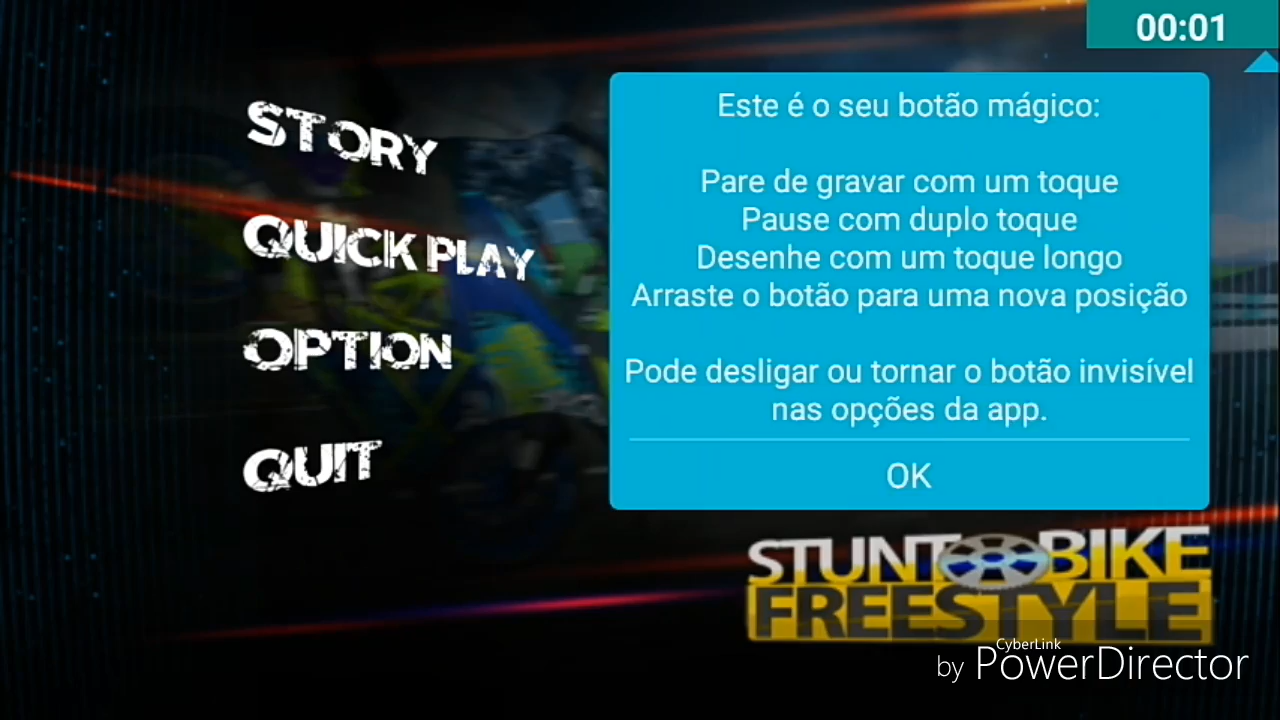 00:01
STORY
QUICK PLAY
OPTION
QUIT
Este é o seu botão mágico:
Pare de gravar com um toque
Pause com duplo toque
Desenhe com um toque longo
Arraste o botão para uma nova posição
Pode desligar ou tornar o botão invisível
nas opções da app.
OK
STUNT BIKE
FREESTYLE
CyberLink
by PowerDirector